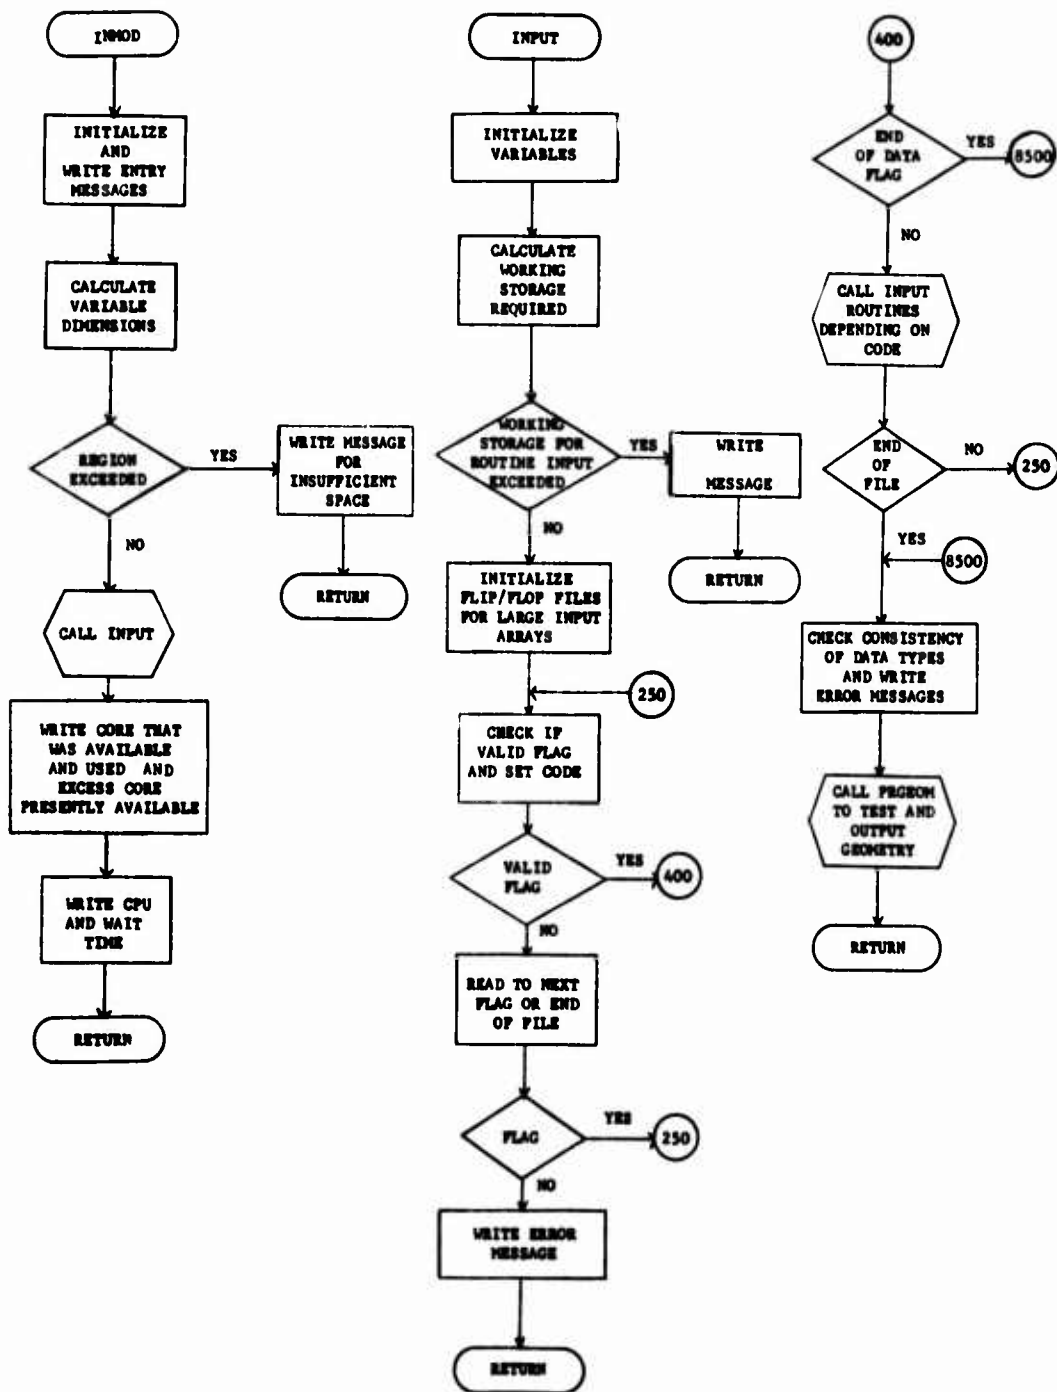 INMOD
INITIALIZE
AND
WRITE ENTRY
MESSAGES
CALCULATE
VARIABLE
DIMENSIONS
REGION
EXCEEDED
YES
WRITE MESSAGE
FOR
INSUFFICIENT
SPACE
RETURN
NO
CALL INPUT
WRITE CORE THAT
WAS AVAILABLE
AND USED AND
EXCESS CORE
PRESENTLY AVAILABLE
WRITE CPU
AND WAIT
TIME
RETURN
INPUT
INITIALIZE
VARIABLES
CALCULATE
WORKING
STORAGE
REQUIRED
WORKING
STORAGE FOR
ROUTINE INPUT
EXCEEDED
YES
WRITE
MESSAGE
RETURN
NO
INITIALIZE
FLIP/FLOP FILES
FOR LARGE INPUT
ARRAYS
250
CHECK IF
VALID FLAG
AND SET CODE
VALID
FLAG
YES
400
NO
READ TO NEXT
FLAG OR END
OF FILE
FLAG
YES
250
NO
WRITE ERROR
MESSAGE
RETURN
400
END
OF DATA
FLAG
YES
8500
NO
CALL INPUT
ROUTINES
DEPENDING ON
CODE
END
OF
FILE
NO
250
YES
8500
CHECK CONSISTENCY
OF DATA TYPES
AND WRITE
ERROR MESSAGES
CALL PRGEOM
TO TEST AND
OUTPUT
GEOMETRY
RETURN